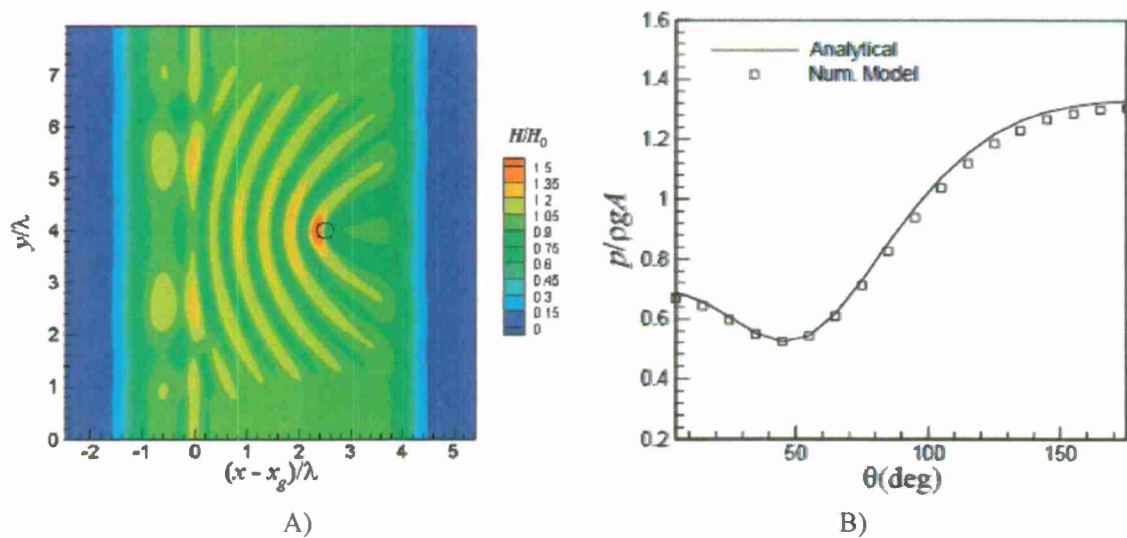 7
6
5
4
3
2
1
0
y/λ
-2 -1 0 1 2 3 4 5
(x - x_g)/λ
H/H_0
1.5
1.35
1.2
1.05
0.9
0.75
0.6
0.45
0.3
0.15
0
A)
1.6
1.4
1.2
1
0.8
0.6
0.4
0.2
p/ρgA
Analytical
Num. Model
50 100 150
θ(deg)
B)